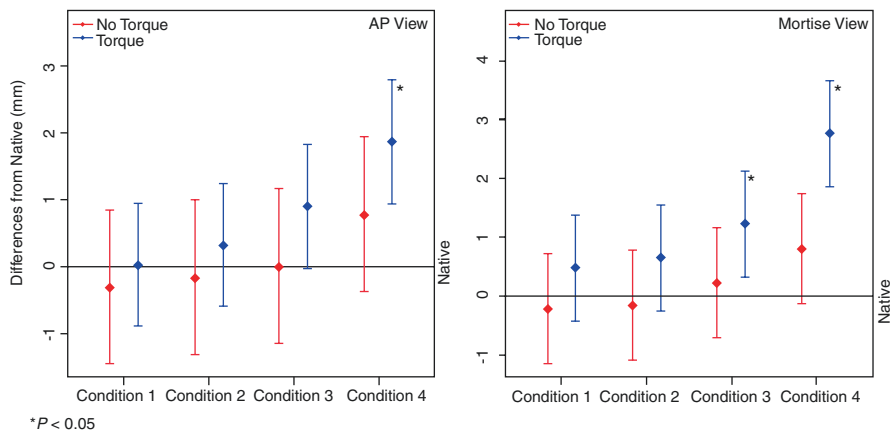 No Torque
Torque
AP View
Differences from Native (mm)
3
2
1
0
-1
Native
Condition 1 Condition 2 Condition 3 Condition 4
No Torque
Torque
Mortise View
4
3
2
1
0
-1
Native
Condition 1 Condition 2 Condition 3 Condition 4
*
*
*
*P < 0.05